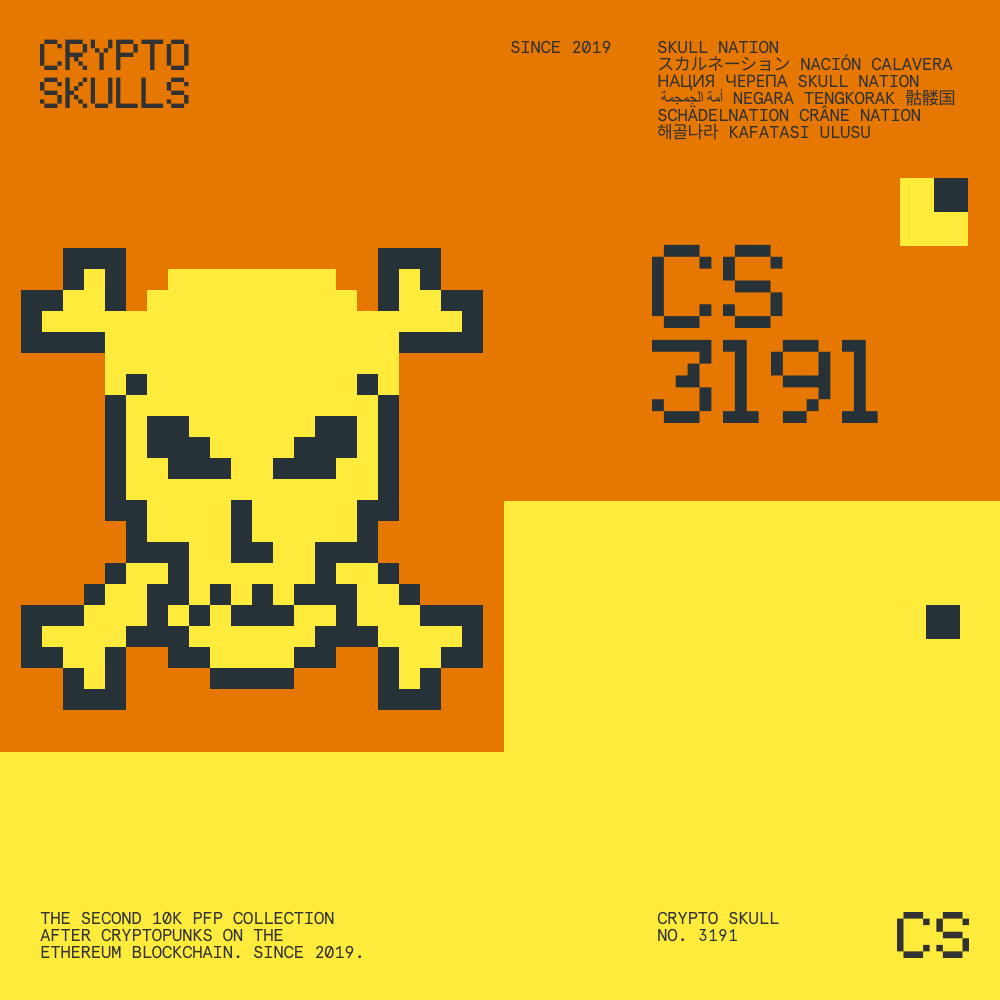 CRYPTO
SKULLS
SINCE 2019
SKULL NATION
スカルネーション NACIÓN CALAVERA
НАЦИЯ ЧЕРЕПА SKULL NATION
أمة الجمجمة NEGARA TENGKORAK 骷髅国
SCHÄDELNATION CRÂNE NATION
해골나라 KAFATASI ULUSU
CS
3191
THE SECOND 10K PFP COLLECTION
AFTER CRYPTOPUNKS ON THE
ETHEREUM BLOCKCHAIN. SINCE 2019.
CRYPTO SKULL
NO. 3191
CS